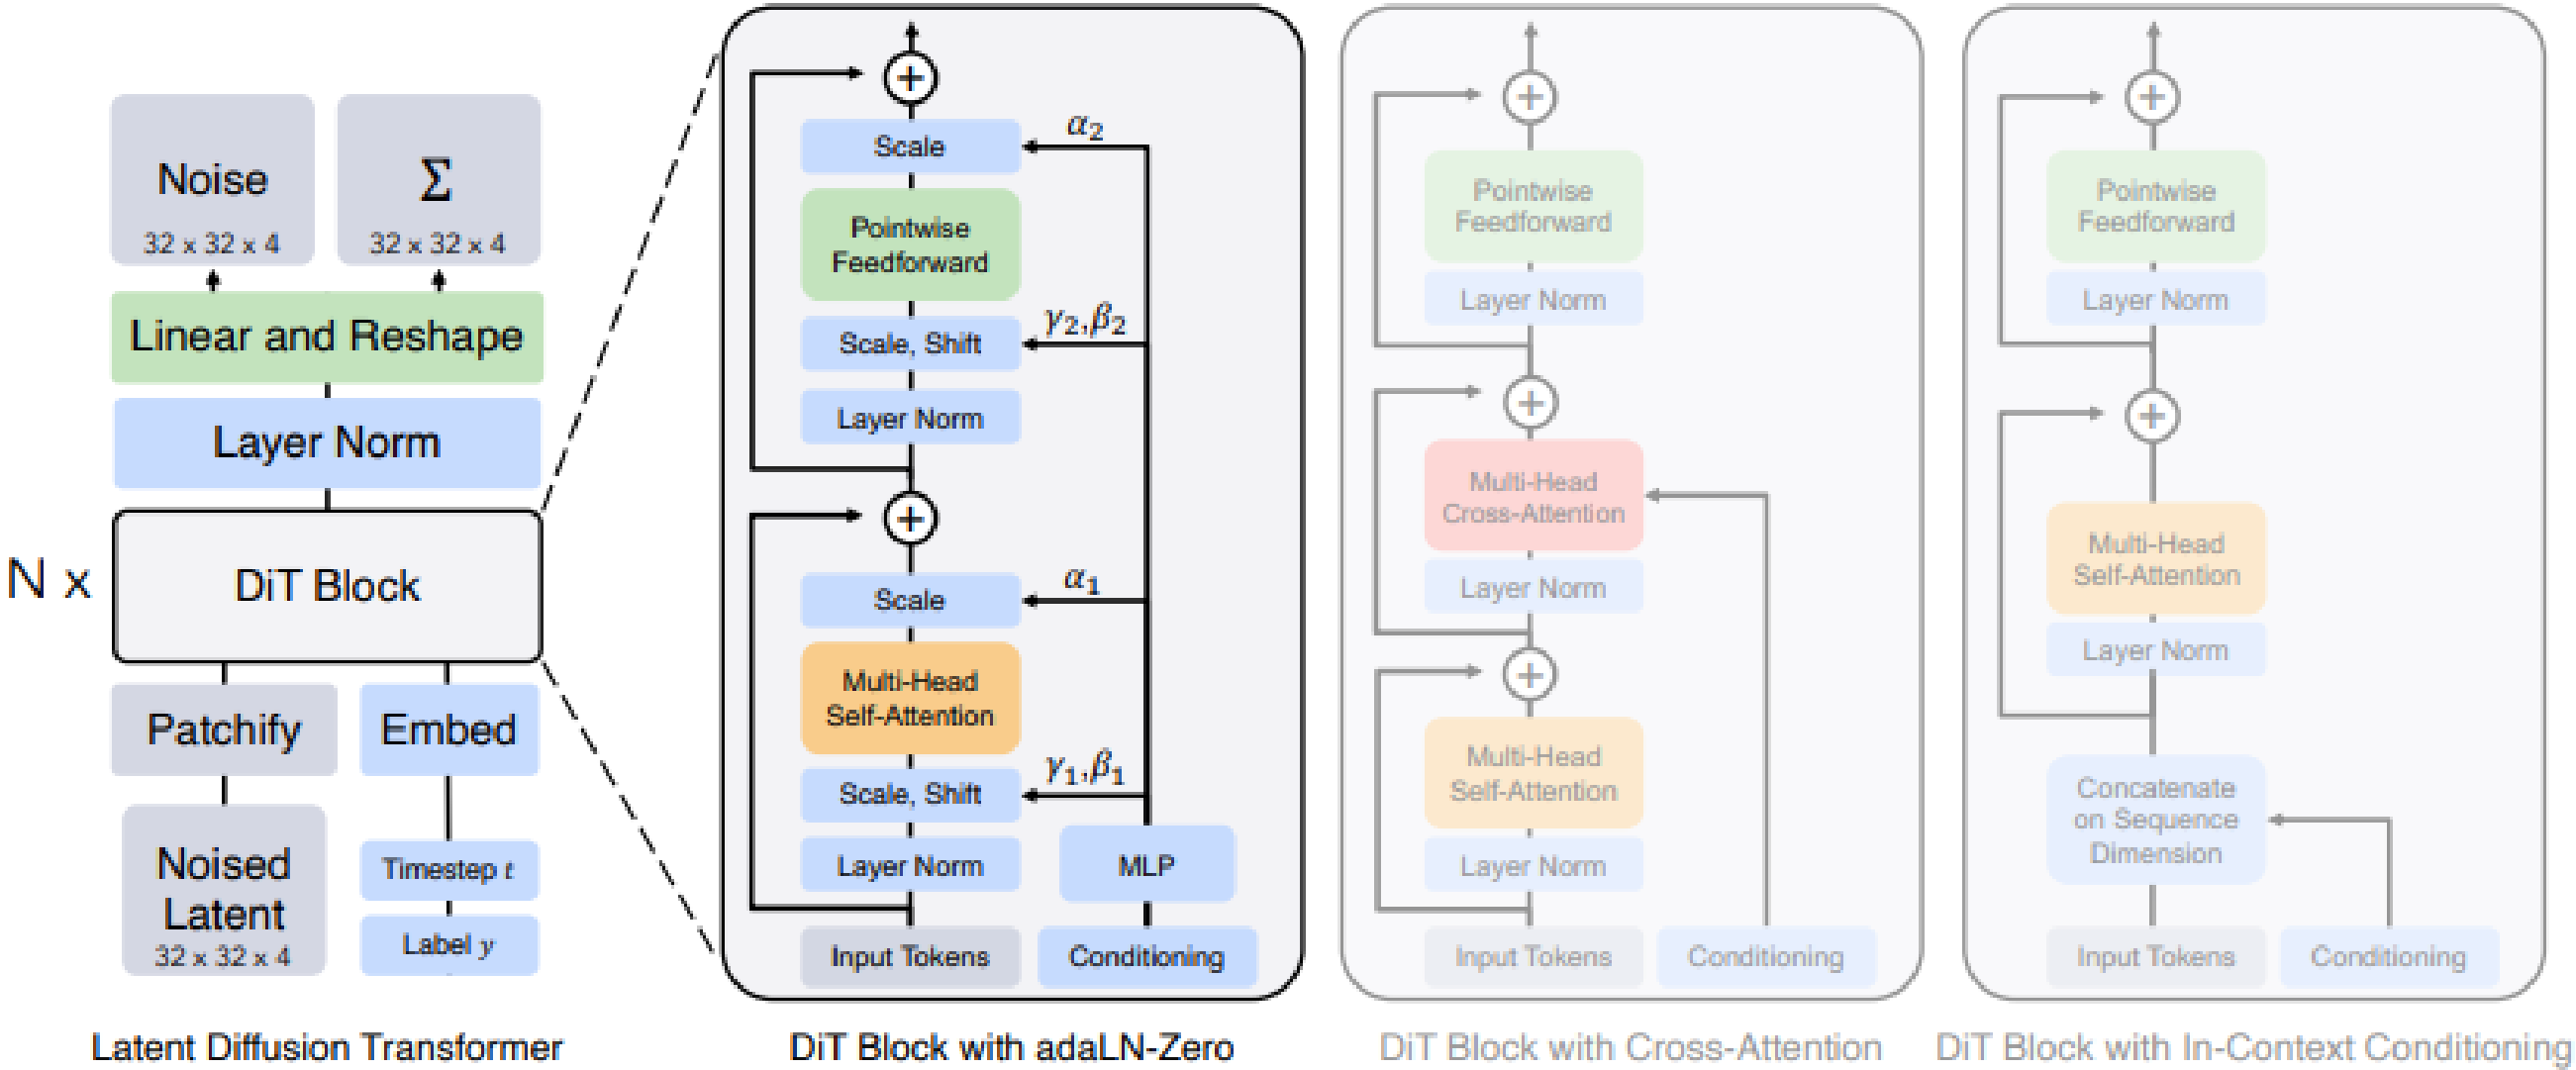 Noise
32 x 32 x 4
Σ
32 x 32 x 4
Linear and Reshape
Layer Norm
N x
DiT Block
Patchify
Embed
Noised
Latent
32 x 32 x 4
Timestep t
Label y
Latent Diffusion Transformer
+
Scale
α₂
Pointwise
Feedforward
Scale, Shift
γ₂,β₂
Layer Norm
+
Scale
α₁
Multi-Head
Self-Attention
Scale, Shift
γ₁,β₁
Layer Norm
MLP
Input Tokens
Conditioning
DiT Block with adaLN-Zero
+
Pointwise
Feedforward
Layer Norm
+
Multi-Head
Cross-Attention
Layer Norm
+
Multi-Head
Self-Attention
Layer Norm
Input Tokens
Conditioning
DiT Block with Cross-Attention
+
Pointwise
Feedforward
Layer Norm
+
Multi-Head
Self-Attention
Layer Norm
Concatenate
on Sequence
Dimension
Input Tokens
Conditioning
DiT Block with In-Context Conditioning